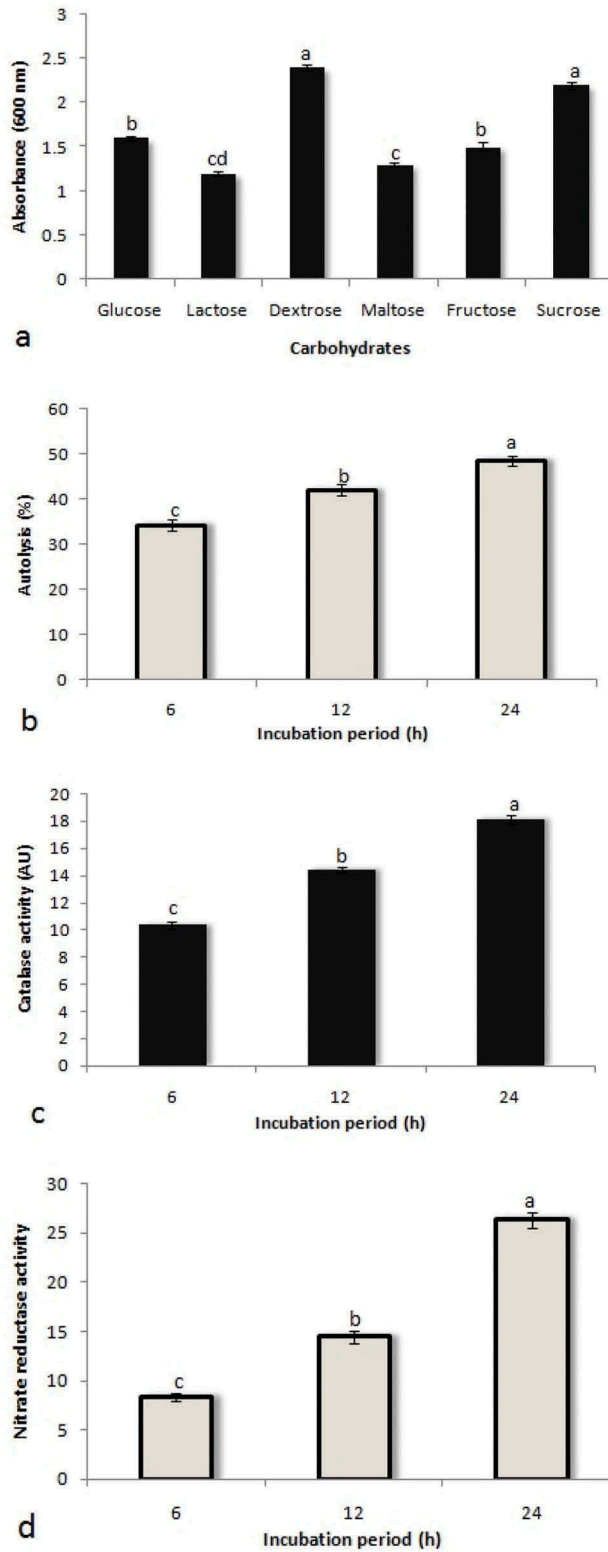 3
2.5
2
1.5
1
0.5
0
Absorbance (600 nm)
b
cd
a
c
b
a
Glucose Lactose Dextrose Maltose Fructose Sucrose
Carbohydrates
a
60
50
40
30
20
10
0
Autolysis (%)
c
b
a
6 12 24
Incubation period (h)
b
20
18
16
14
12
10
8
6
4
2
0
Catalase activity (AU)
c
b
a
6 12 24
Incubation period (h)
c
30
25
20
15
10
5
0
Nitrate reductase activity
c
b
a
6 12 24
Incubation period (h)
d